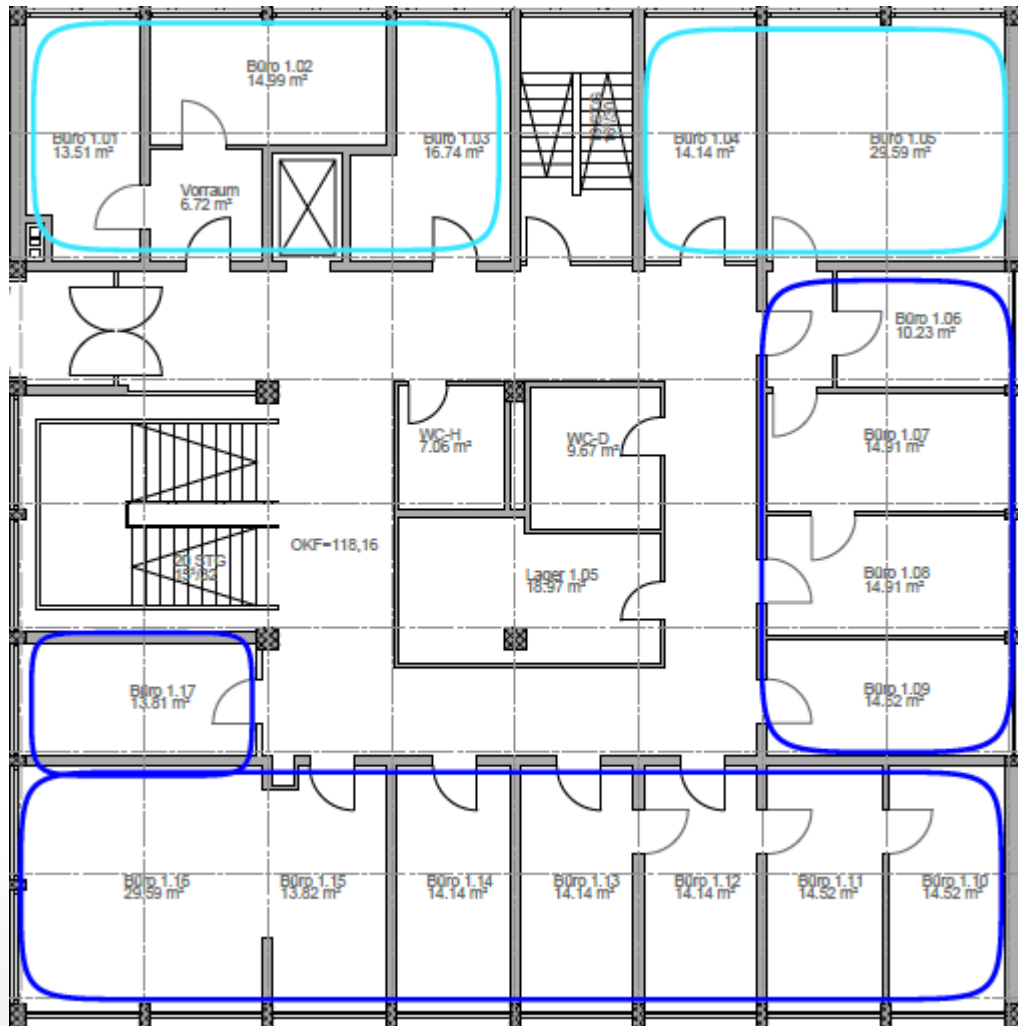 Büro 1.02
14.99 m²
Büro 1.01
13.51 m²
Büro 1.03
16.74 m²
Büro 1.04
14.14 m²
Büro 1.05
29.59 m²
Vorraum
6.72 m²
Büro 1.06
10.23 m²
WC-H
7.06 m²
WC-D
9.67 m²
Büro 1.07
14.91 m²
OKF=118,16
20 STG
Lager 1.05
18.97 m²
Büro 1.08
14.91 m²
Büro 1.17
13.81 m²
Büro 1.09
14.52 m²
Büro 1.16
29.59 m²
Büro 1.15
13.82 m²
Büro 1.14
14.14 m²
Büro 1.13
14.14 m²
Büro 1.12
14.14 m²
Büro 1.11
14.52 m²
Büro 1.10
14.52 m²